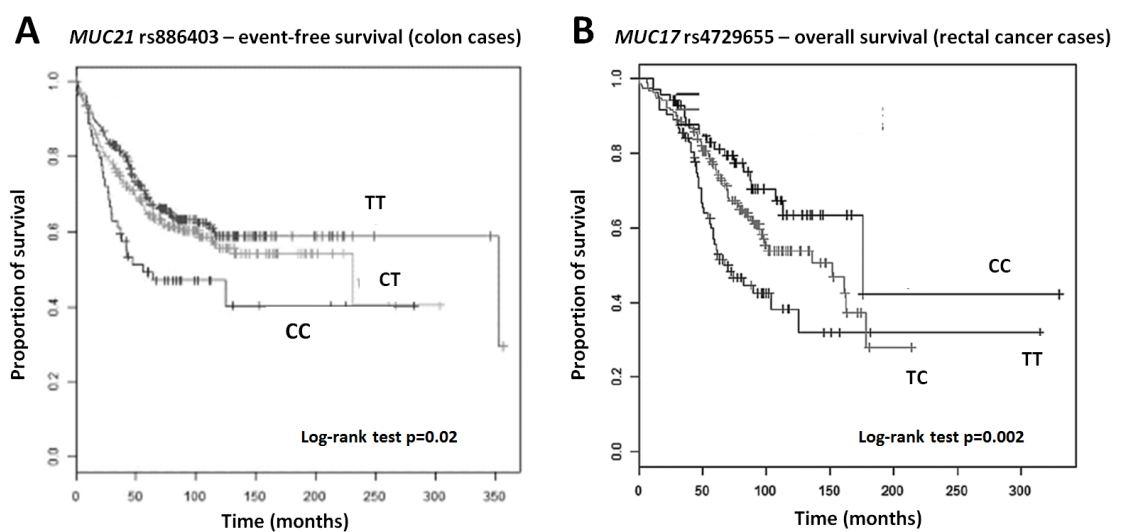 A
MUC21 rs886403 – event-free survival (colon cases)
Proportion of survival
1.0
0.8
0.6
0.4
0.2
0.0
TT
CT
CC
Log-rank test p=0.02
0 50 100 150 200 250 300 350
Time (months)
B
MUC17 rs4729655 – overall survival (rectal cancer cases)
Proportion of survival
1.0
0.8
0.6
0.4
0.2
0.0
CC
TT
TC
Log-rank test p=0.002
0 50 100 150 200 250 300
Time (months)